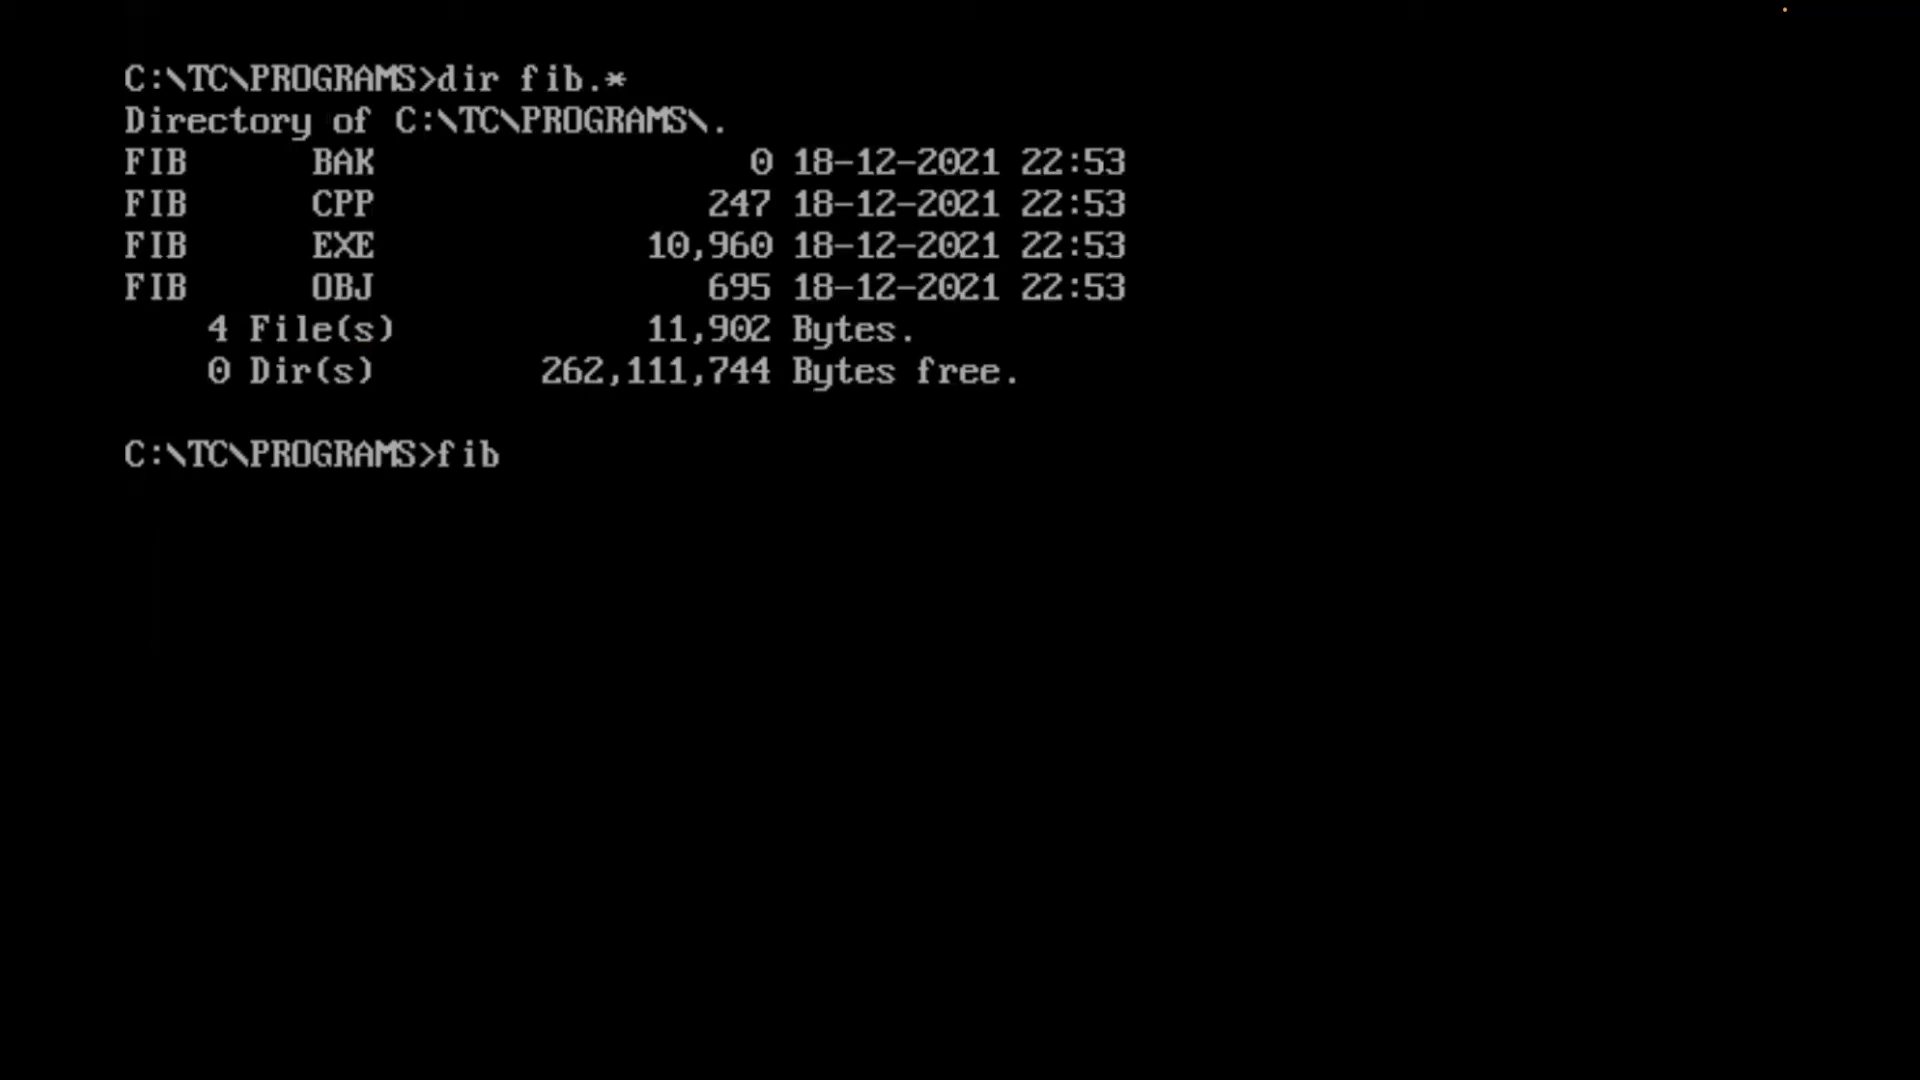 C:\TC\PROGRAMS>dir fib.*
Directory of C:\TC\PROGRAMS\.
FIB      BAK                  0 18-12-2021 22:53
FIB      CPP                247 18-12-2021 22:53
FIB      EXE             10,960 18-12-2021 22:53
FIB      OBJ                695 18-12-2021 22:53
    4 File(s)            11,902 Bytes.
    0 Dir(s)        262,111,744 Bytes free.
C:\TC\PROGRAMS>fib